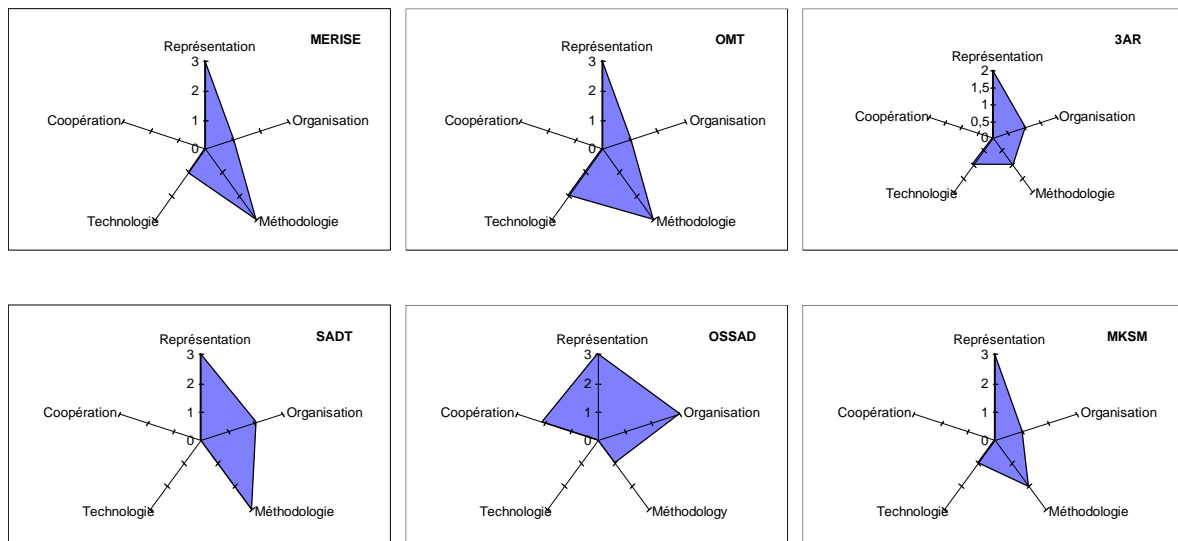 MERISE
Représentation
3
2
1
0
Coopération
Organisation
Technologie
Méthodologie
OMT
Représentation
3
2
1
0
Coopération
Organisation
Technologie
Méthodologie
3AR
Représentation
2
1,5
1
0,5
0
Coopération
Organisation
Technologie
Méthodologie
SADT
Représentation
3
2
1
0
Coopération
Organisation
Technologie
Méthodologie
OSSAD
Représentation
3
2
1
0
Coopération
Organisation
Technologie
Méthodology
MKSM
Représentation
3
2
1
0
Coopération
Organisation
Technologie
Méthodologie